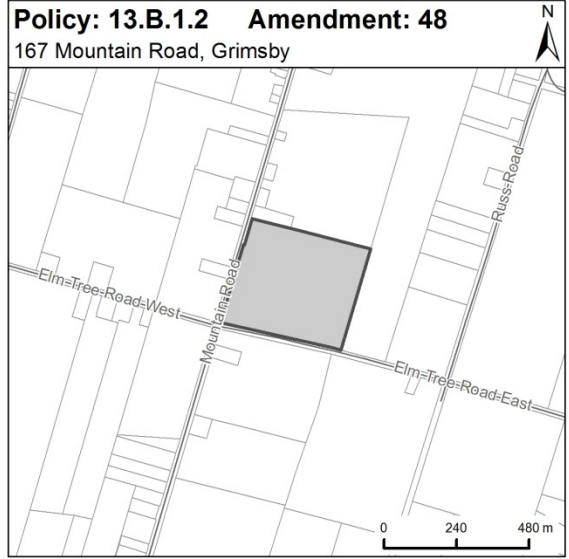 Policy: 13.B.1.2 Amendment: 48
167 Mountain Road, Grimsby
N
Russ Road
Elm Tree Road West
Mountain Road
Elm Tree Road East
0 240 480 m